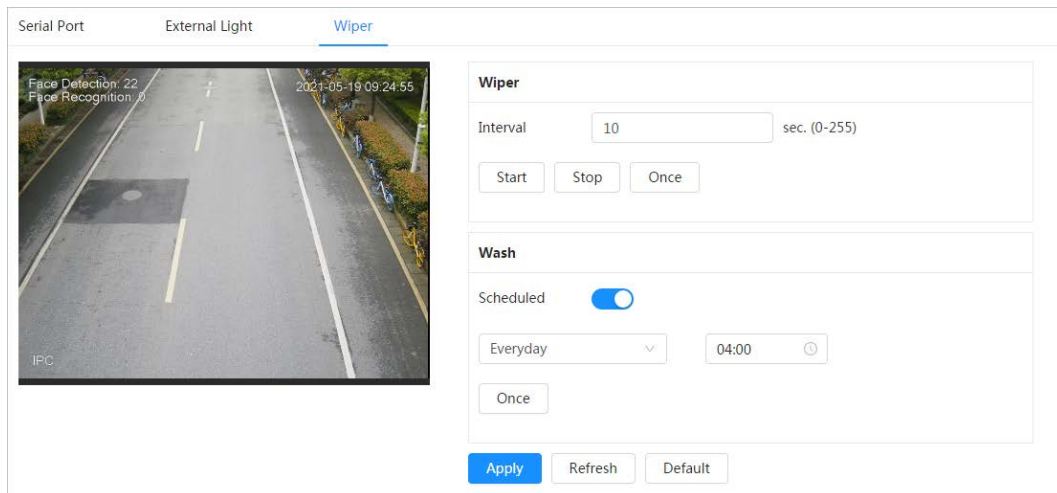 Serial Port External Light Wiper
Face Detection: 22
Face Recognition: 0
2021-05-19 09:24:55
IPC
Wiper
Interval 10 sec. (0-255)
Start Stop Once
Wash
Scheduled
Everyday 04:00
Once
Apply Refresh Default